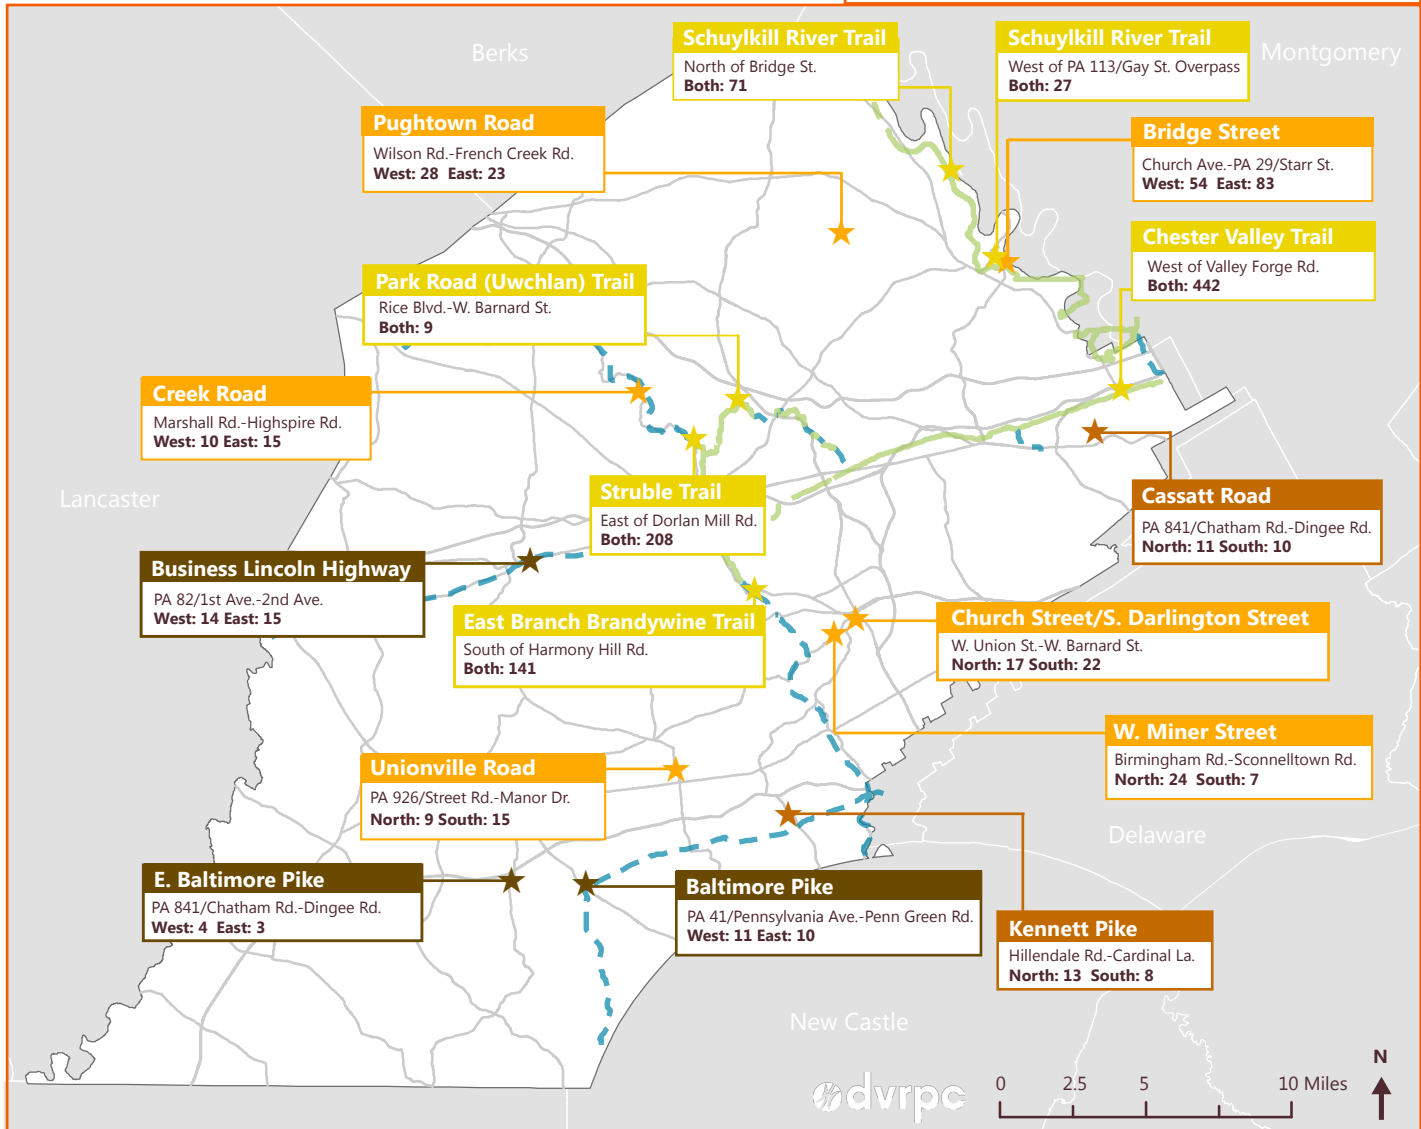 Berks
Schuylkill River Trail
North of Bridge St.
Both: 71
Schuylkill River Trail
West of PA 113/Gay St. Overpass
Both: 27
Montgomery
Pughtown Road
Wilson Rd.-French Creek Rd.
West: 28 East: 23
Bridge Street
Church Ave.-PA 29/Starr St.
West: 54 East: 83
Chester Valley Trail
West of Valley Forge Rd.
Both: 442
Park Road (Uwchlan) Trail
Rice Blvd.-W. Barnard St.
Both: 9
Creek Road
Marshall Rd.-Highspire Rd.
West: 10 East: 15
Lancaster
Struble Trail
East of Dorlan Mill Rd.
Both: 208
Cassatt Road
PA 841/Chatham Rd.-Dingee Rd.
North: 11 South: 10
Business Lincoln Highway
PA 82/1st Ave.-2nd Ave.
West: 14 East: 15
East Branch Brandywine Trail
South of Harmony Hill Rd.
Both: 141
Church Street/S. Darlington Street
W. Union St.-W. Barnard St.
North: 17 South: 22
W. Miner Street
Birmingham Rd.-Sconnelltown Rd.
North: 24 South: 7
Unionville Road
PA 926/Street Rd.-Manor Dr.
North: 9 South: 15
Delaware
E. Baltimore Pike
PA 841/Chatham Rd.-Dingee Rd.
West: 4 East: 3
Baltimore Pike
PA 41/Pennsylvania Ave.-Penn Green Rd.
West: 11 East: 10
Kennett Pike
Hillendale Rd.-Cardinal La.
North: 13 South: 8
New Castle
dvrpc
0 2.5 5 10 Miles
N